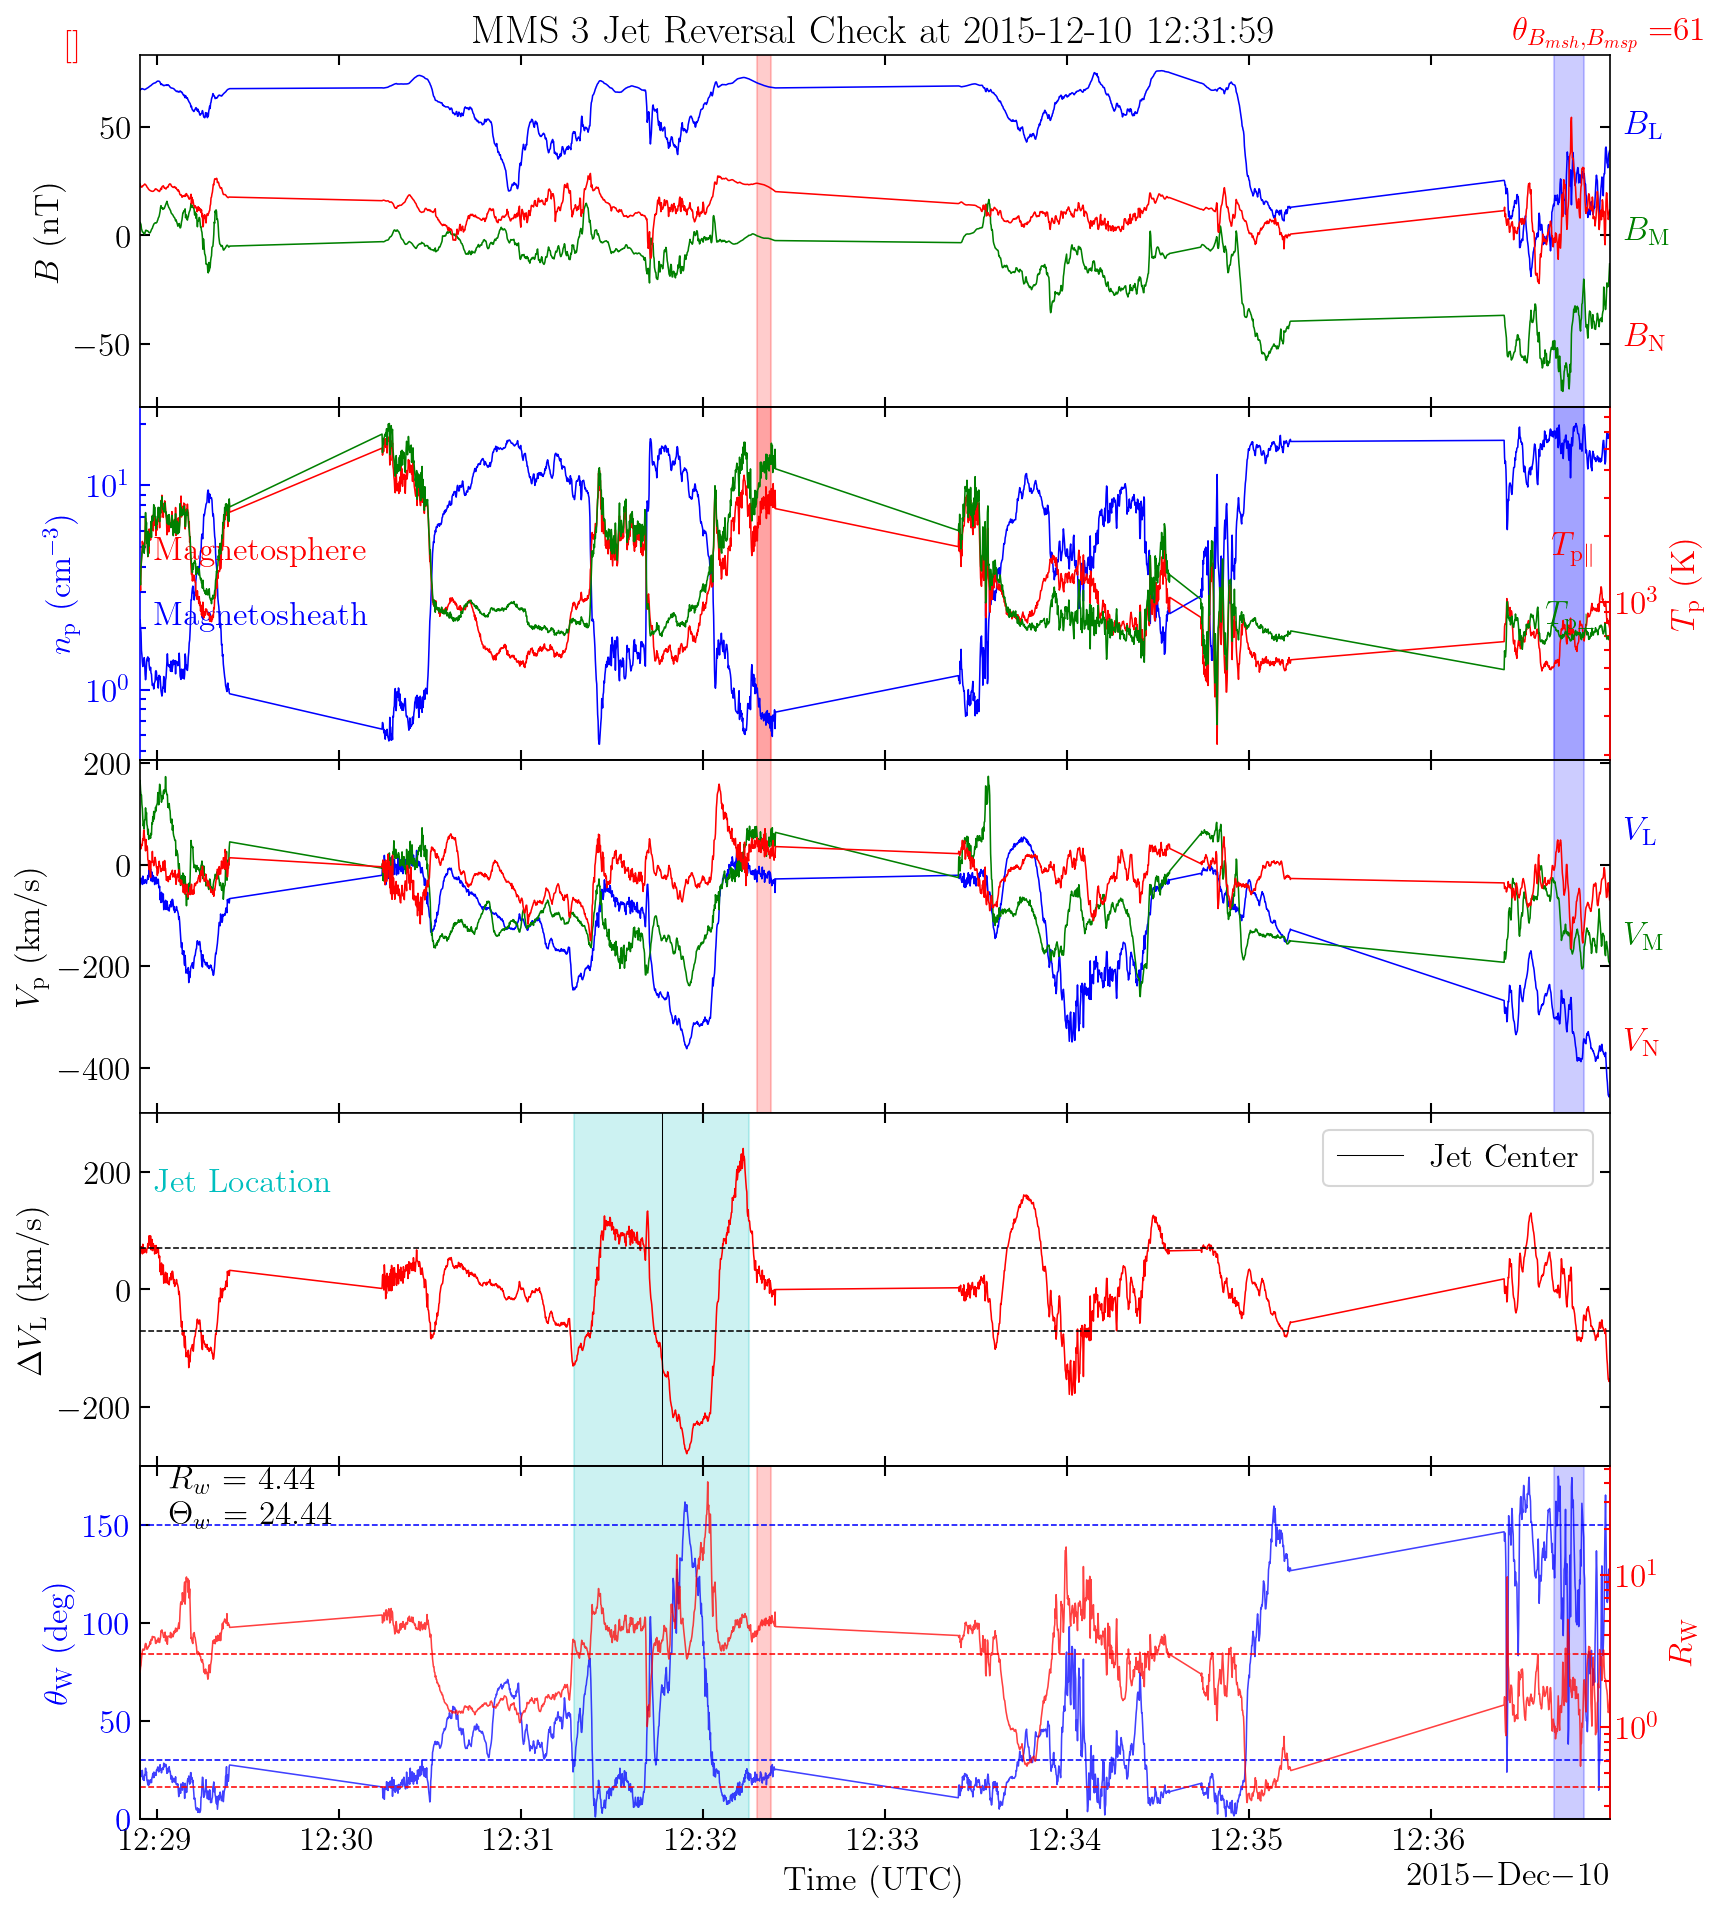 MMS 3 Jet Reversal Check at 2015-12-10 12:31:59
θ_{B_{msh},B_{msp}} =61
[]
50
0
−50
B (nT)
B_L
B_M
B_N
10^1
10^0
n_p (cm^{−3})
Magnetosphere
Magnetosheath
T_{p∥}
10^3
T_p (K)
200
0
−200
−400
V_p (km/s)
V_L
V_M
V_N
200
0
−200
ΔV_L (km/s)
Jet Location
Jet Center
R_w = 4.44
Θ_w = 24.44
150
100
50
0
θ_W (deg)
10^1
10^0
R_W
12:29 12:30 12:31 12:32 12:33 12:34 12:35 12:36
Time (UTC)
2015−Dec−10